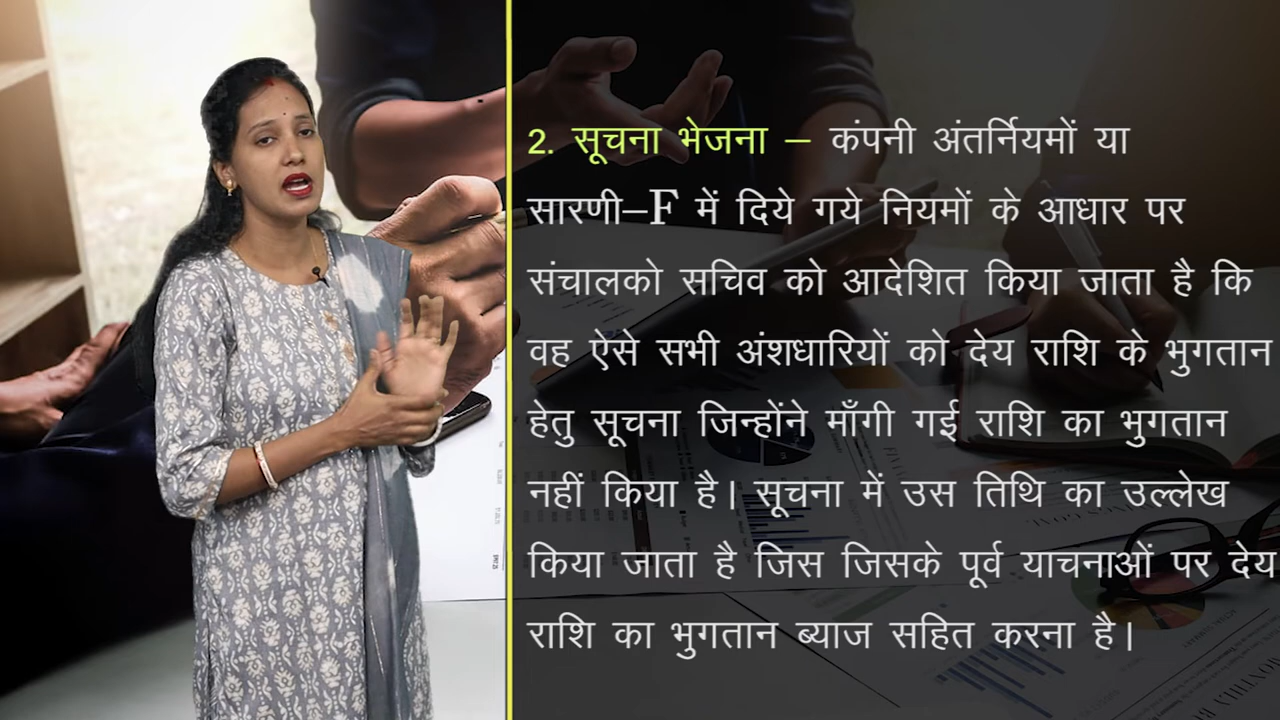 2. सूचना भेजना – कंपनी अंतर्नियमों या
सारणी–F में दिये गये नियमों के आधार पर
संचालको सचिव को आदेशित किया जाता है कि
वह ऐसे सभी अंशधारियों को देय राशि के भुगतान
हेतु सूचना जिन्होंने माँगी गई राशि का भुगतान
नहीं किया है। सूचना में उस तिथि का उल्लेख
किया जाता है जिस जिसके पूर्व याचनाओं पर देय
राशि का भुगतान ब्याज सहित करना है।